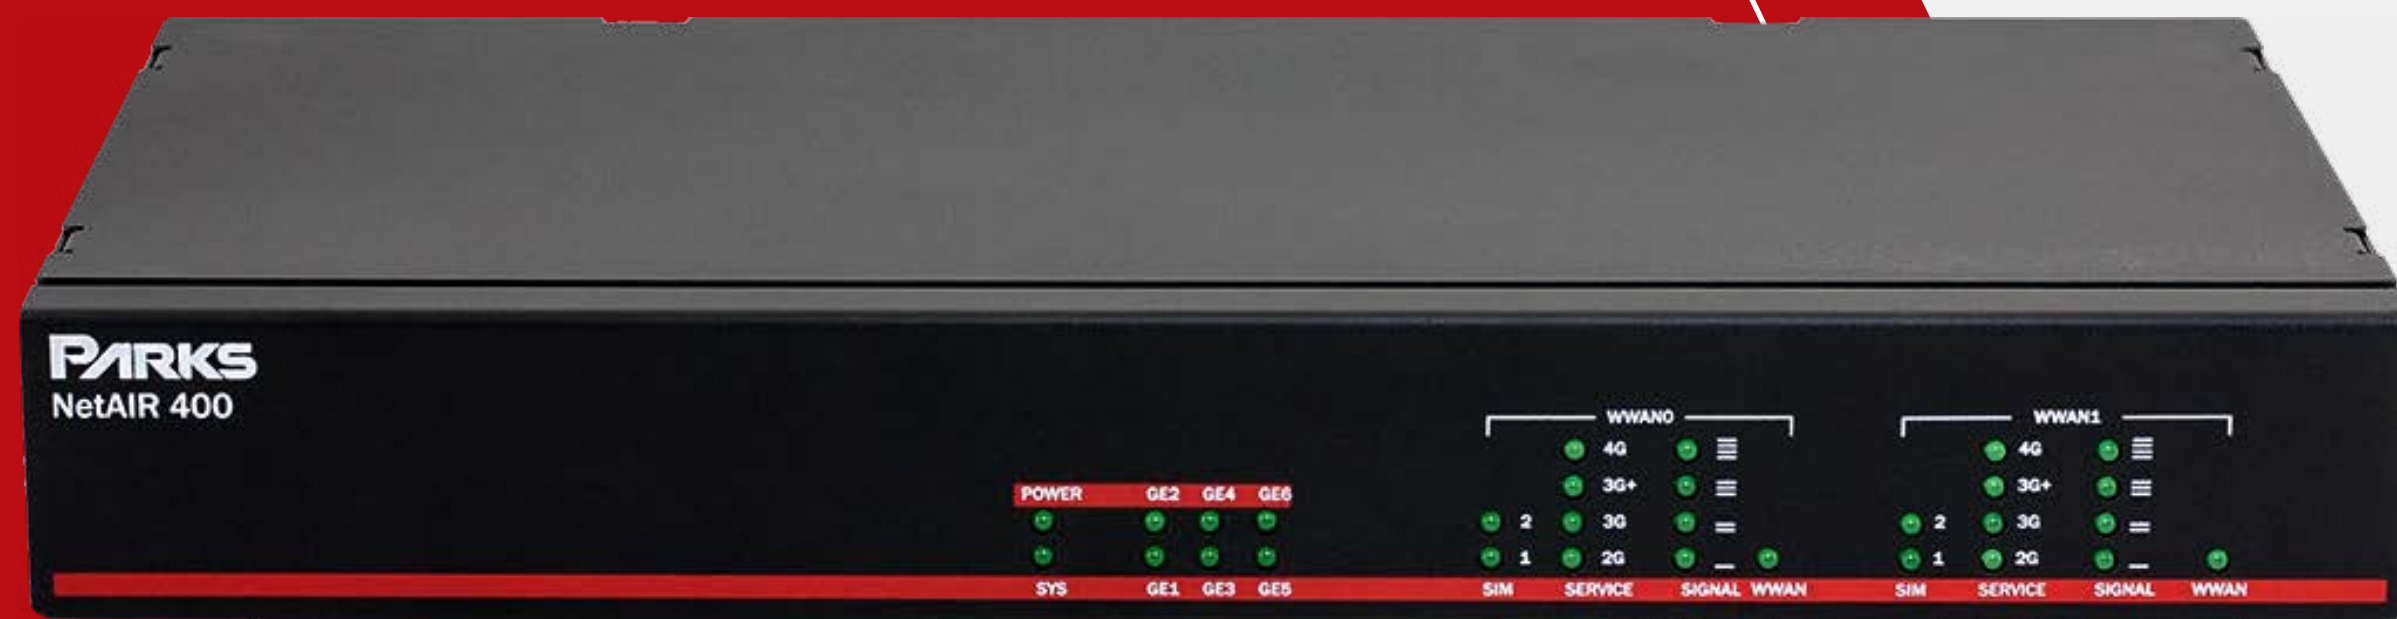 PARKS
NetAIR 400
WWAN0 WWAN1
4G 4G
3G+ 3G+
POWER GE2 GE4 GE6
2 3G 2 3G
1 2G 1 2G
SYS GE1 GE3 GE5 SIM SERVICE SIGNAL WWAN SIM SERVICE SIGNAL WWAN